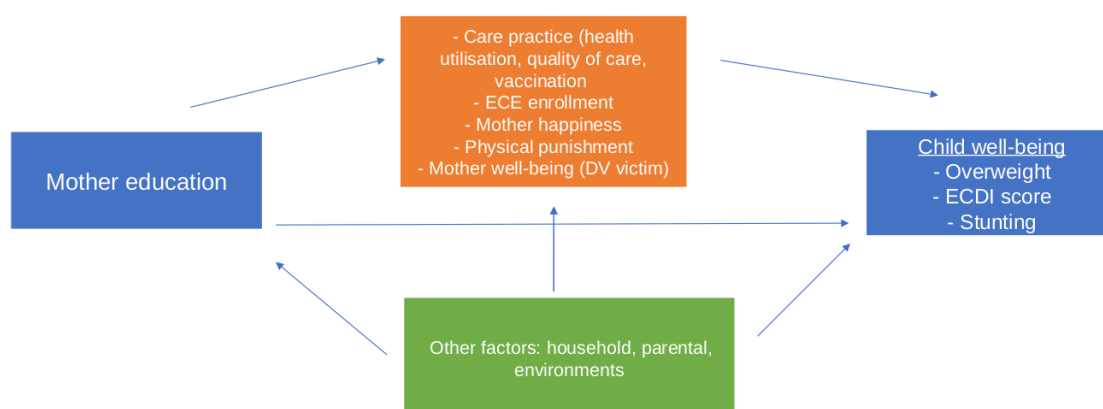 - Care practice (health
utilisation, quality of care,
vaccination
- ECE enrollment
- Mother happiness
- Physical punishment
- Mother well-being (DV victim)
Mother education
Child well-being
- Overweight
- ECDI score
- Stunting
Other factors: household, parental,
environments